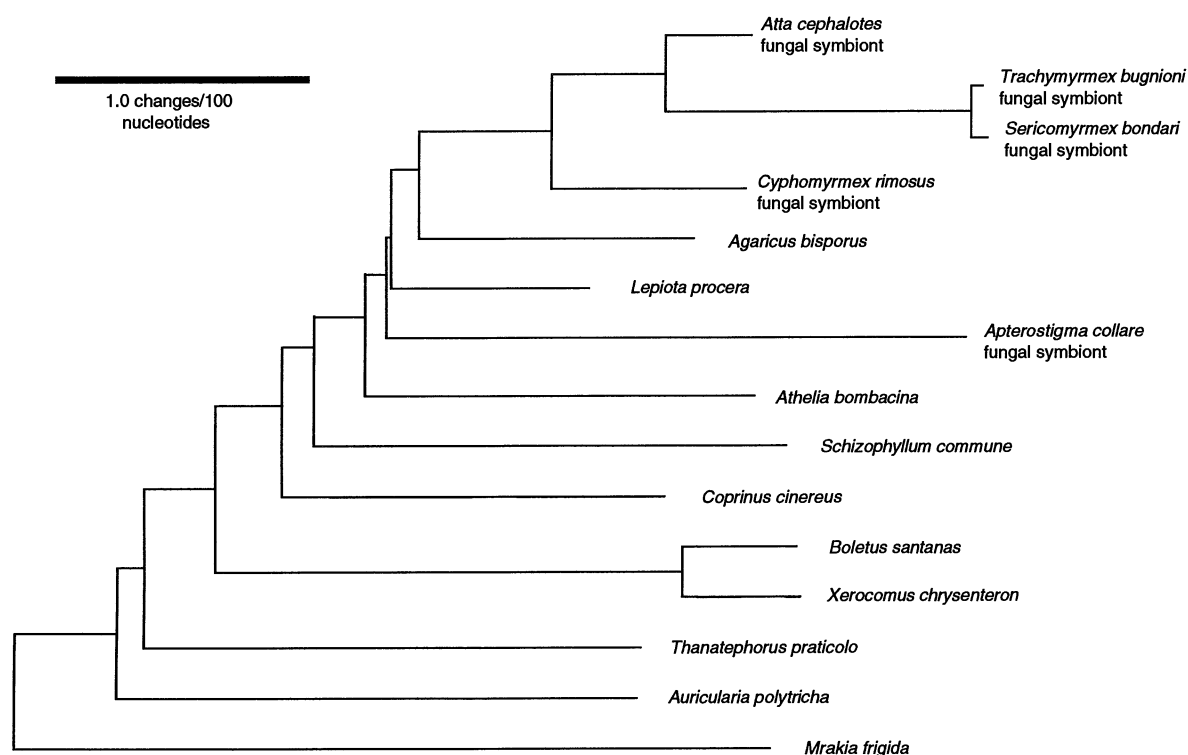 Atta cephalotes
fungal symbiont
1.0 changes/100
nucleotides
Trachymyrmex bugnioni
fungal symbiont
Sericomyrmex bondari
fungal symbiont
Cyphomyrmex rimosus
fungal symbiont
Agaricus bisporus
Lepiota procera
Apterostigma collare
fungal symbiont
Athelia bombacina
Schizophyllum commune
Coprinus cinereus
Boletus santanas
Xerocomus chrysenteron
Thanatephorus praticolo
Auricularia polytricha
Mrakia frigida